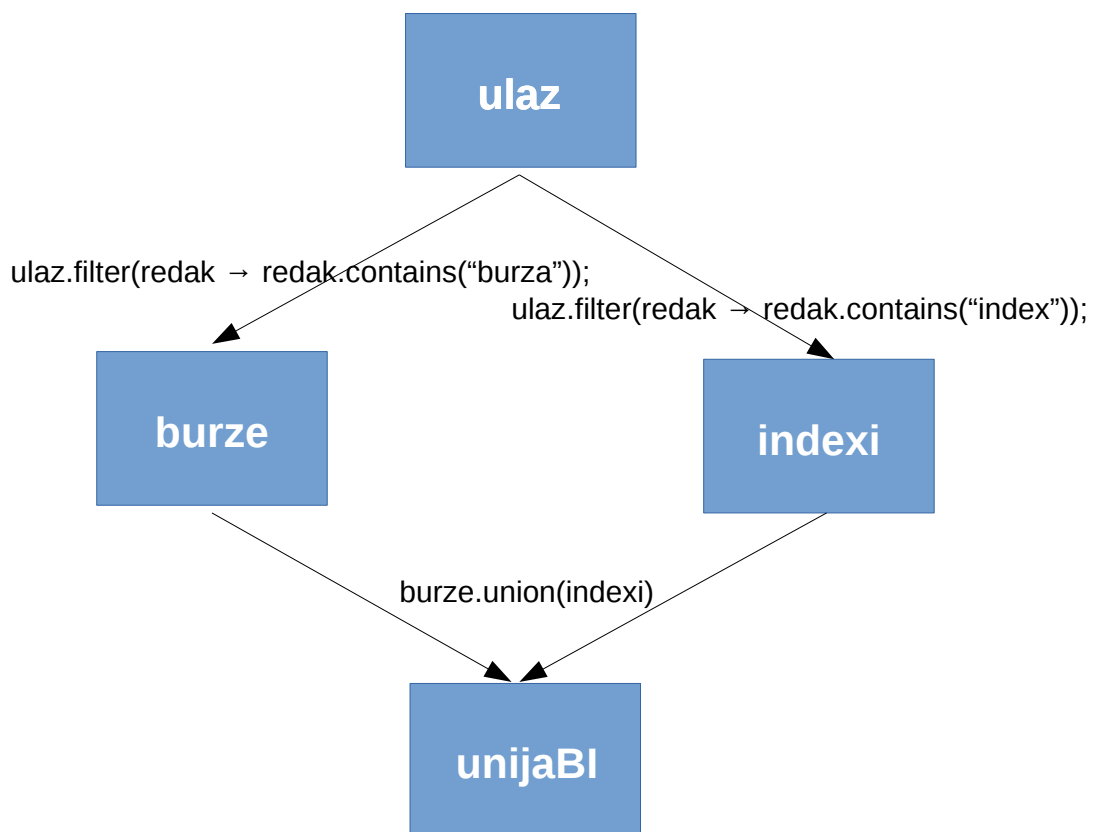 ulaz
ulaz.filter(redak → redak.contains(“burza”));
ulaz.filter(redak → redak.contains(“index”));
burze
indexi
burze.union(indexi)
unijaBI